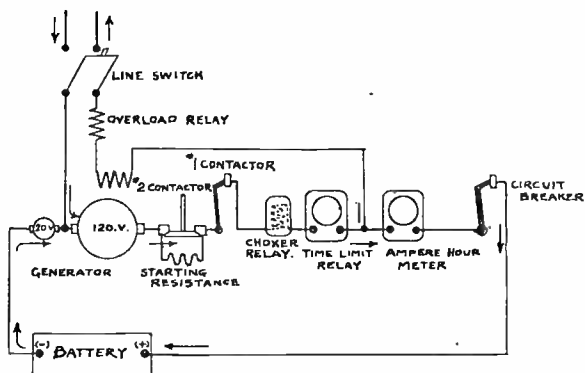 LINE SWITCH
OVERLOAD RELAY
#1 CONTACTOR
#2 CONTACTOR
CIRCUIT
BREAKER
20V
120.V.
GENERATOR
STARTING
RESISTANCE
CHOKER
RELAY.
TIME LIMIT
RELAY
AMPERE HOUR
METER
(-) BATTERY (+)